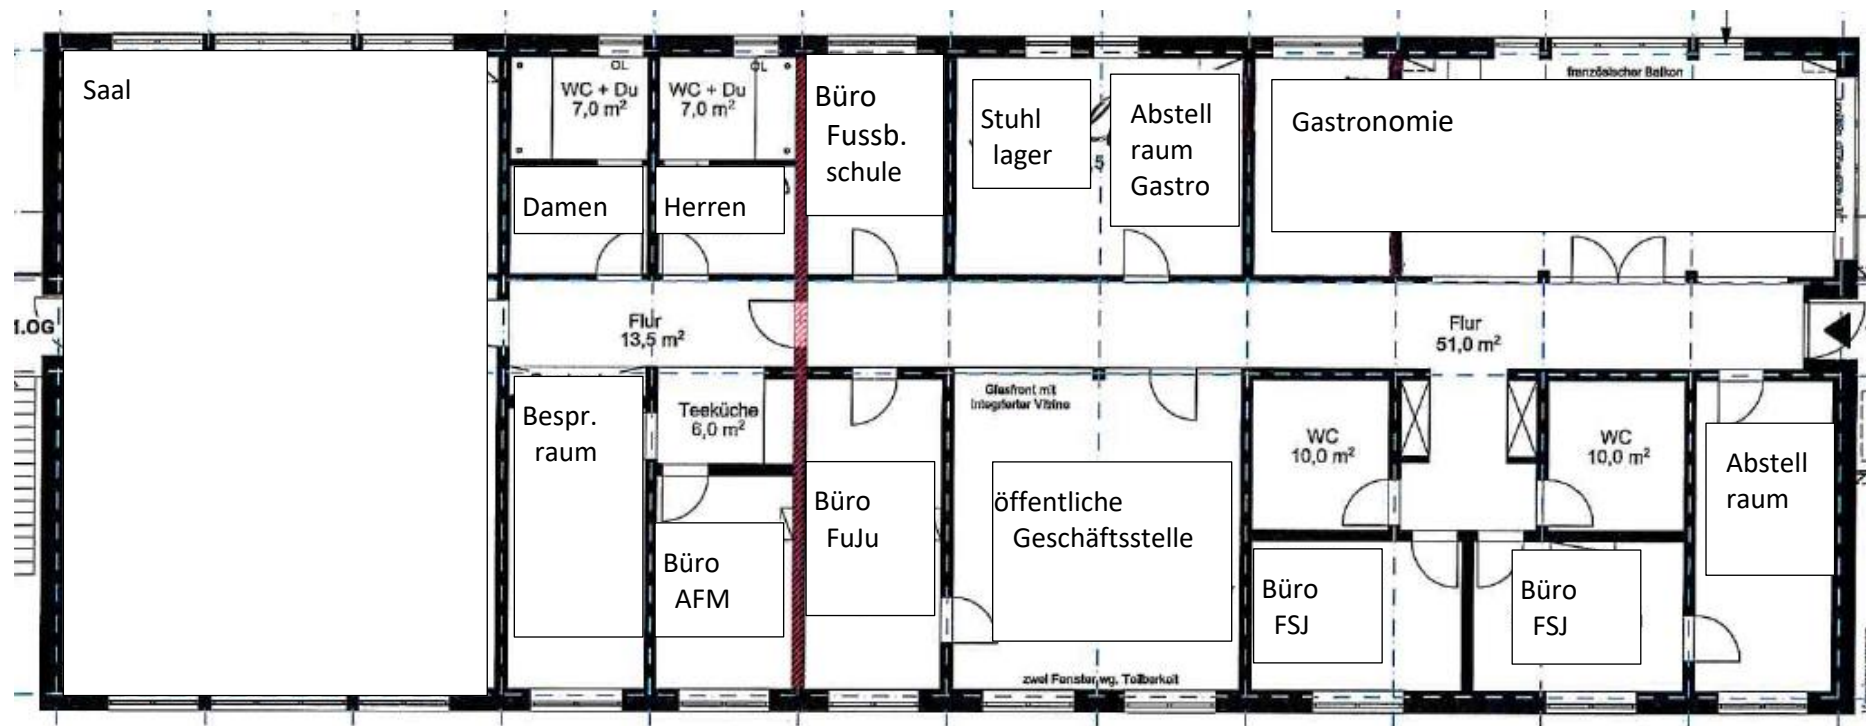 Saal
OL
WC + Du
7,0 m²
OL
WC + Du
7,0 m²
Damen
Herren
Büro
Fussb.
schule
Stuhl
lager
5
Abstell
raum
Gastro
französischer Balkon
Gastronomie
1.OG
Flur
13,5 m²
Flur
51,0 m²
Bespr.
raum
Teeküche
6,0 m²
Büro
AFM
Büro
FuJu
Glasfront mit
integrierter Vitrine
öffentliche
Geschäftsstelle
zwei Fenster wg. Teilbarkeit
WC
10,0 m²
WC
10,0 m²
Büro
FSJ
Büro
FSJ
Abstell
raum